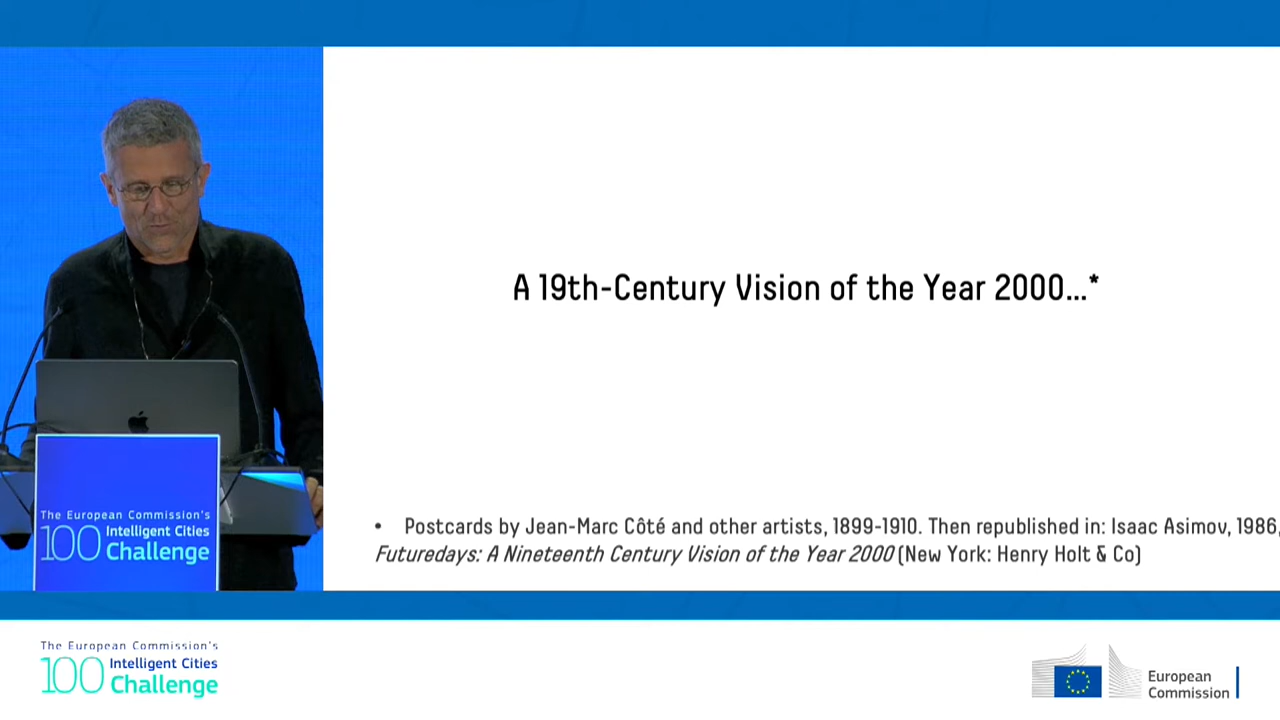 A 19th-Century Vision of the Year 2000...*
• Postcards by Jean-Marc Côté and other artists, 1899-1910. Then republished in: Isaac Asimov, 1986,
Futuredays: A Nineteenth Century Vision of the Year 2000 (New York: Henry Holt & Co)
The European Commission's
100 Intelligent Cities
Challenge
The European Commission's
100 Intelligent Cities
Challenge
European
Commission